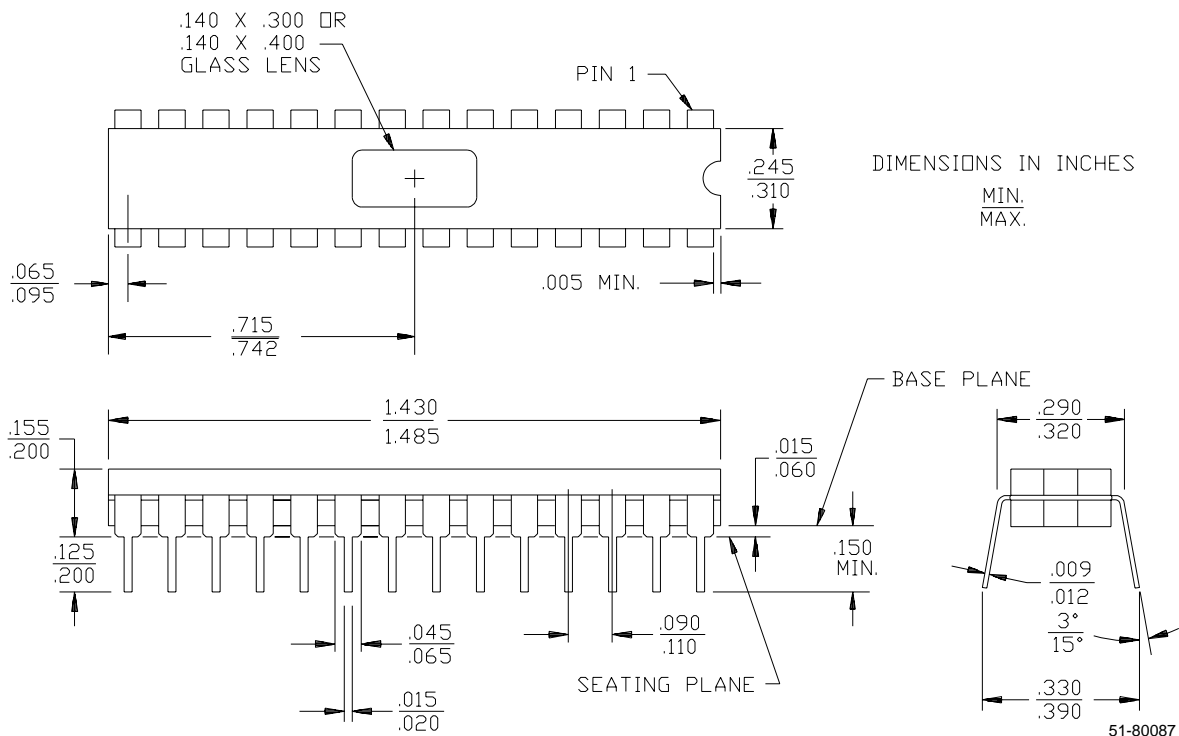 .140 X .300 OR
.140 X .400
GLASS LENS
PIN 1
.245
.310
DIMENSIONS IN INCHES
MIN.
MAX.
.065
.095
.005 MIN.
.715
.742
BASE PLANE
1.430
1.485
.290
.320
.155
.200
.015
.060
.125
.200
.150
MIN.
.009
.012
3°
15°
.045
.065
.090
.110
SEATING PLANE
.015
.020
.330
.390
51-80087